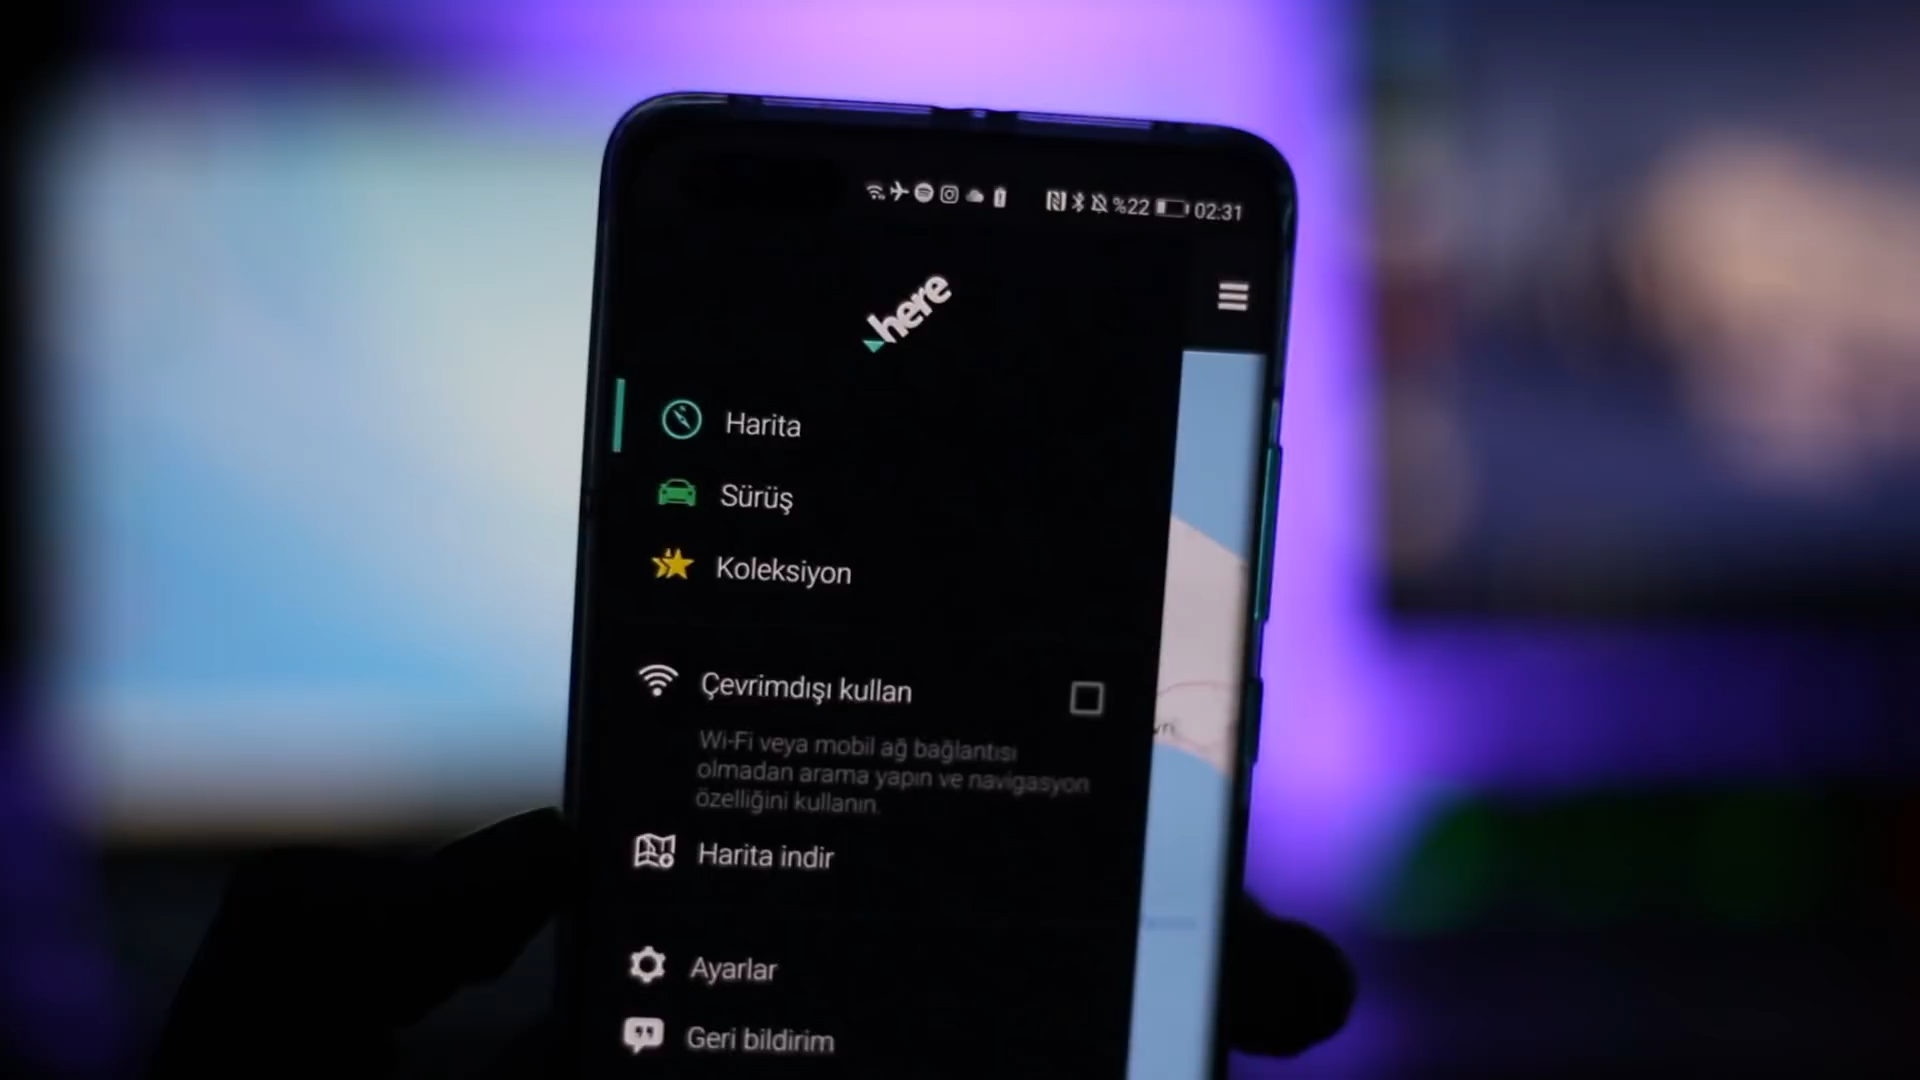 %22 02:31
here
Harita
Sürüş
Koleksiyon
Çevrimdışı kullan
Wi-Fi veya mobil ağ bağlantısı
olmadan arama yapın ve navigasyon
özelliğini kullanın.
Harita indir
Ayarlar
Geri bildirim